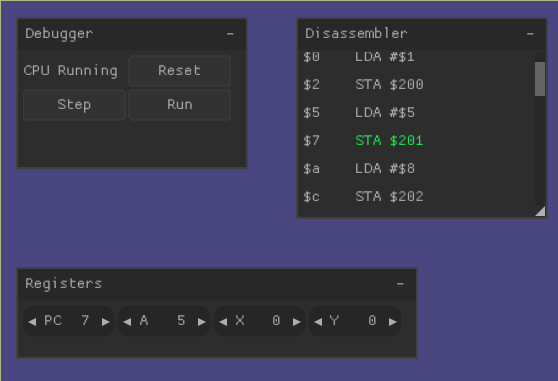 Debugger -
CPU Running Reset
Step Run
Disassembler -
$0 LDA #$1
$2 STA $200
$5 LDA #$5
$7 STA $201
$a LDA #$8
$c STA $202
Registers -
PC 7 A 5 X 0 Y 0